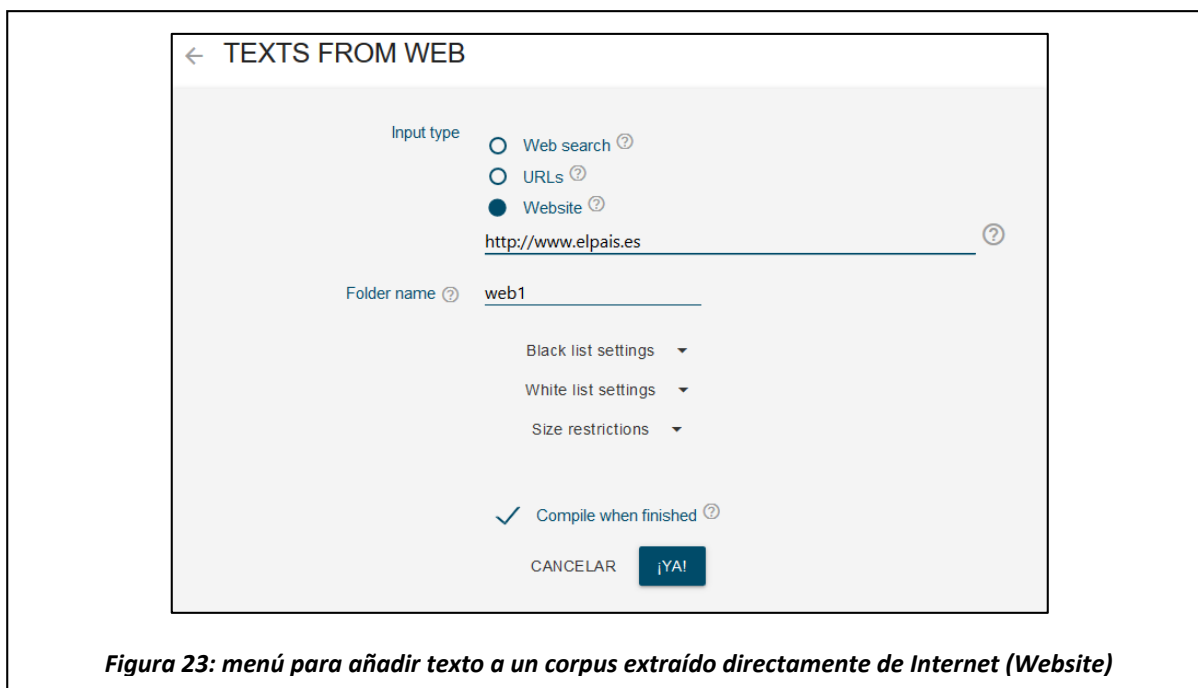 ← TEXTS FROM WEB
Input type
Web search ?
URLs ?
Website ?
http://www.elpais.es ?
Folder name ? web1
Black list settings
White list settings
Size restrictions
Compile when finished ?
CANCELAR ¡YA!
Figura 23: menú para añadir texto a un corpus extraído directamente de Internet (Website)